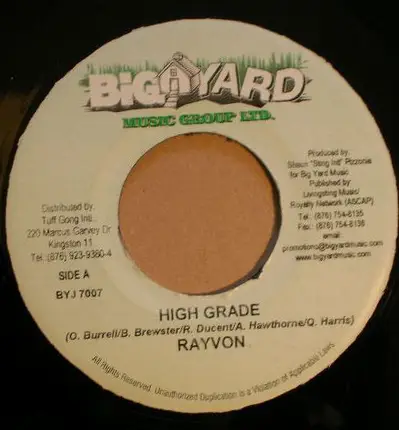 BIG YARD
MUSIC GROUP LTD.
Distributed by:
Tuff Gong Int'l.,
220 Marcus Garvey Dr
Kingston 11
Tel: (876) 923-9380-4
SIDE A
BYJ 7007
Produced by:
Shaun "Sting Int'l" Pizzonia
for Big Yard Music
Published by
Livingsting Music/
Royalty Network (ASCAP)
Tel: (876) 754-8135
Fax: (876) 754-8136
email:
promotions@bigyardmusic.com
www.bigyardmusic.com
HIGH GRADE
(O. Burrell/B. Brewster/R. Ducent/A. Hawthorne/Q. Harris)
RAYVON
All Rights Reserved. Unauthorized Duplication is a Violation of Applicable Laws.